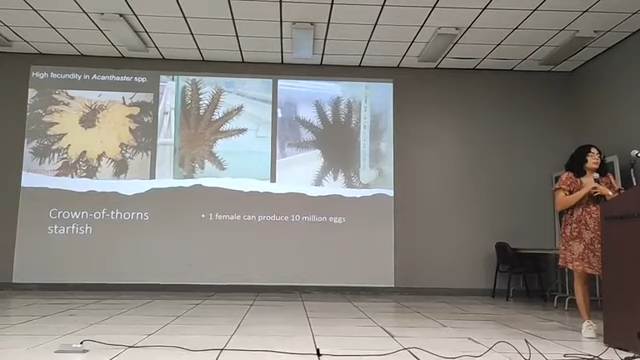 High fecundity in Acanthaster spp.
Crown-of-thorns
starfish
+ 1 female can produce 10 million eggs